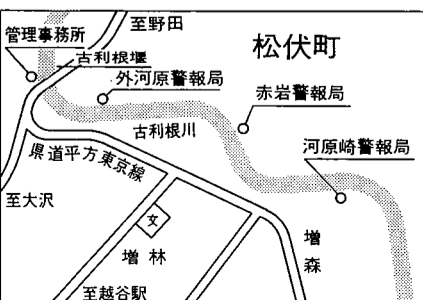 至野田
管理事務所
松伏町
古利根堰
外河原警報局
赤岩警報局
古利根川
河原崎警報局
県道平方東京線
至大沢
文
増林
増森
至越谷駅